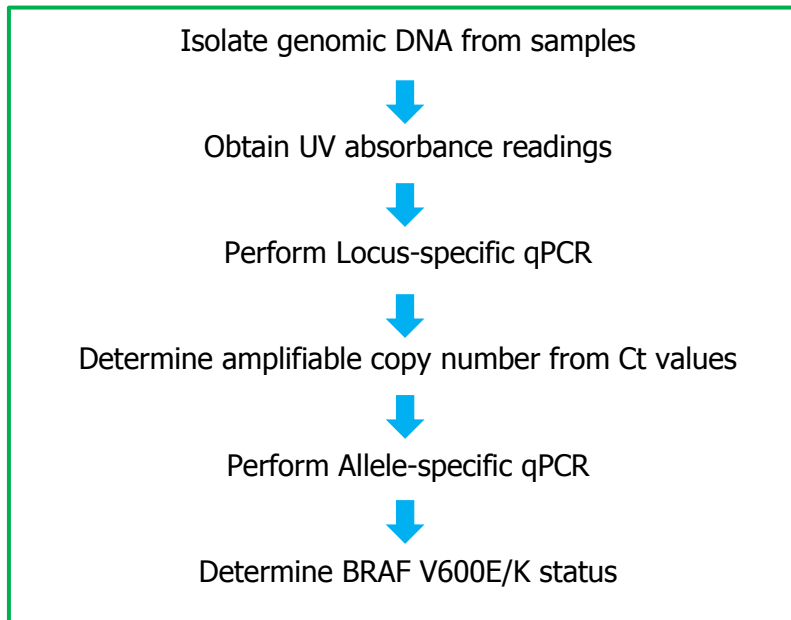 Isolate genomic DNA from samples
Obtain UV absorbance readings
Perform Locus-specific qPCR
Determine amplifiable copy number from Ct values
Perform Allele-specific qPCR
Determine BRAF V600E/K status